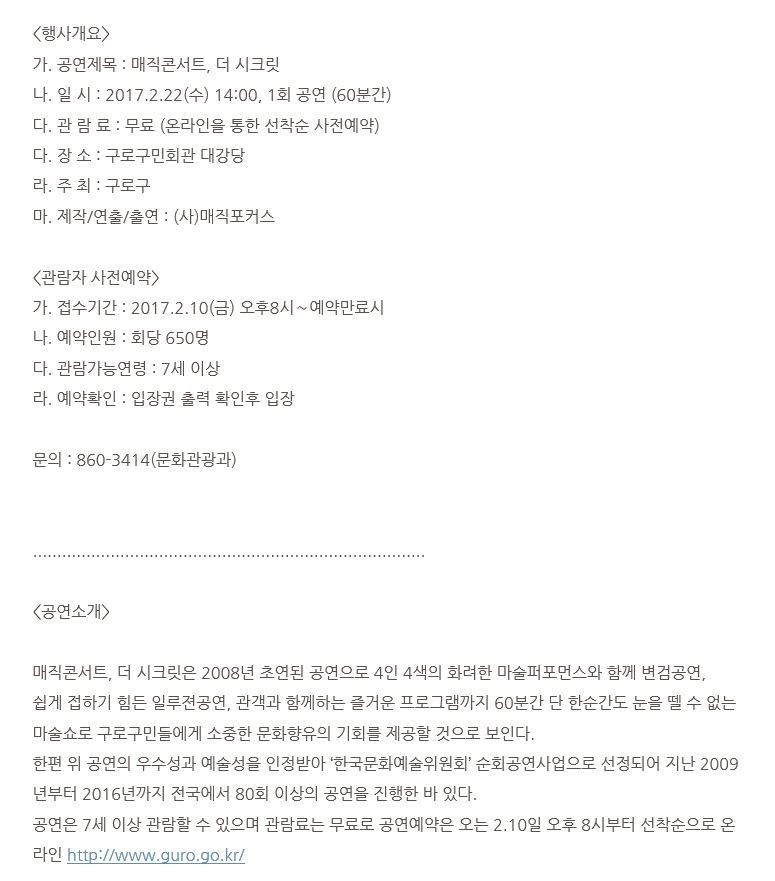 <행사개요>
가. 공연제목 : 매직콘서트, 더 시크릿
나. 일 시 : 2017.2.22(수) 14:00, 1회 공연 (60분간)
다. 관 람 료 : 무료 (온라인을 통한 선착순 사전예약)
다. 장 소 : 구로구민회관 대강당
라. 주 최 : 구로구
마. 제작/연출/출연 : (사)매직포커스
<관람자 사전예약>
가. 접수기간 : 2017.2.10(금) 오후8시~예약만료시
나. 예약인원 : 회당 650명
다. 관람가능연령 : 7세 이상
라. 예약확인 : 입장권 출력 확인후 입장
문의 : 860-3414(문화관광과)
.................................................................................
<공연소개>
매직콘서트, 더 시크릿은 2008년 초연된 공연으로 4인 4색의 화려한 마술퍼포먼스와 함께 변검공연,
쉽게 접하기 힘든 일루젼공연, 관객과 함께하는 즐거운 프로그램까지 60분간 단 한순간도 눈을 뗄 수 없는
마술쇼로 구로구민들에게 소중한 문화향유의 기회를 제공할 것으로 보인다.
한편 위 공연의 우수성과 예술성을 인정받아 ‘한국문화예술위원회’ 순회공연사업으로 선정되어 지난 2009
년부터 2016년까지 전국에서 80회 이상의 공연을 진행한 바 있다.
공연은 7세 이상 관람할 수 있으며 관람료는 무료로 공연예약은 오는 2.10일 오후 8시부터 선착순으로 온
라인 http://www.guro.go.kr/